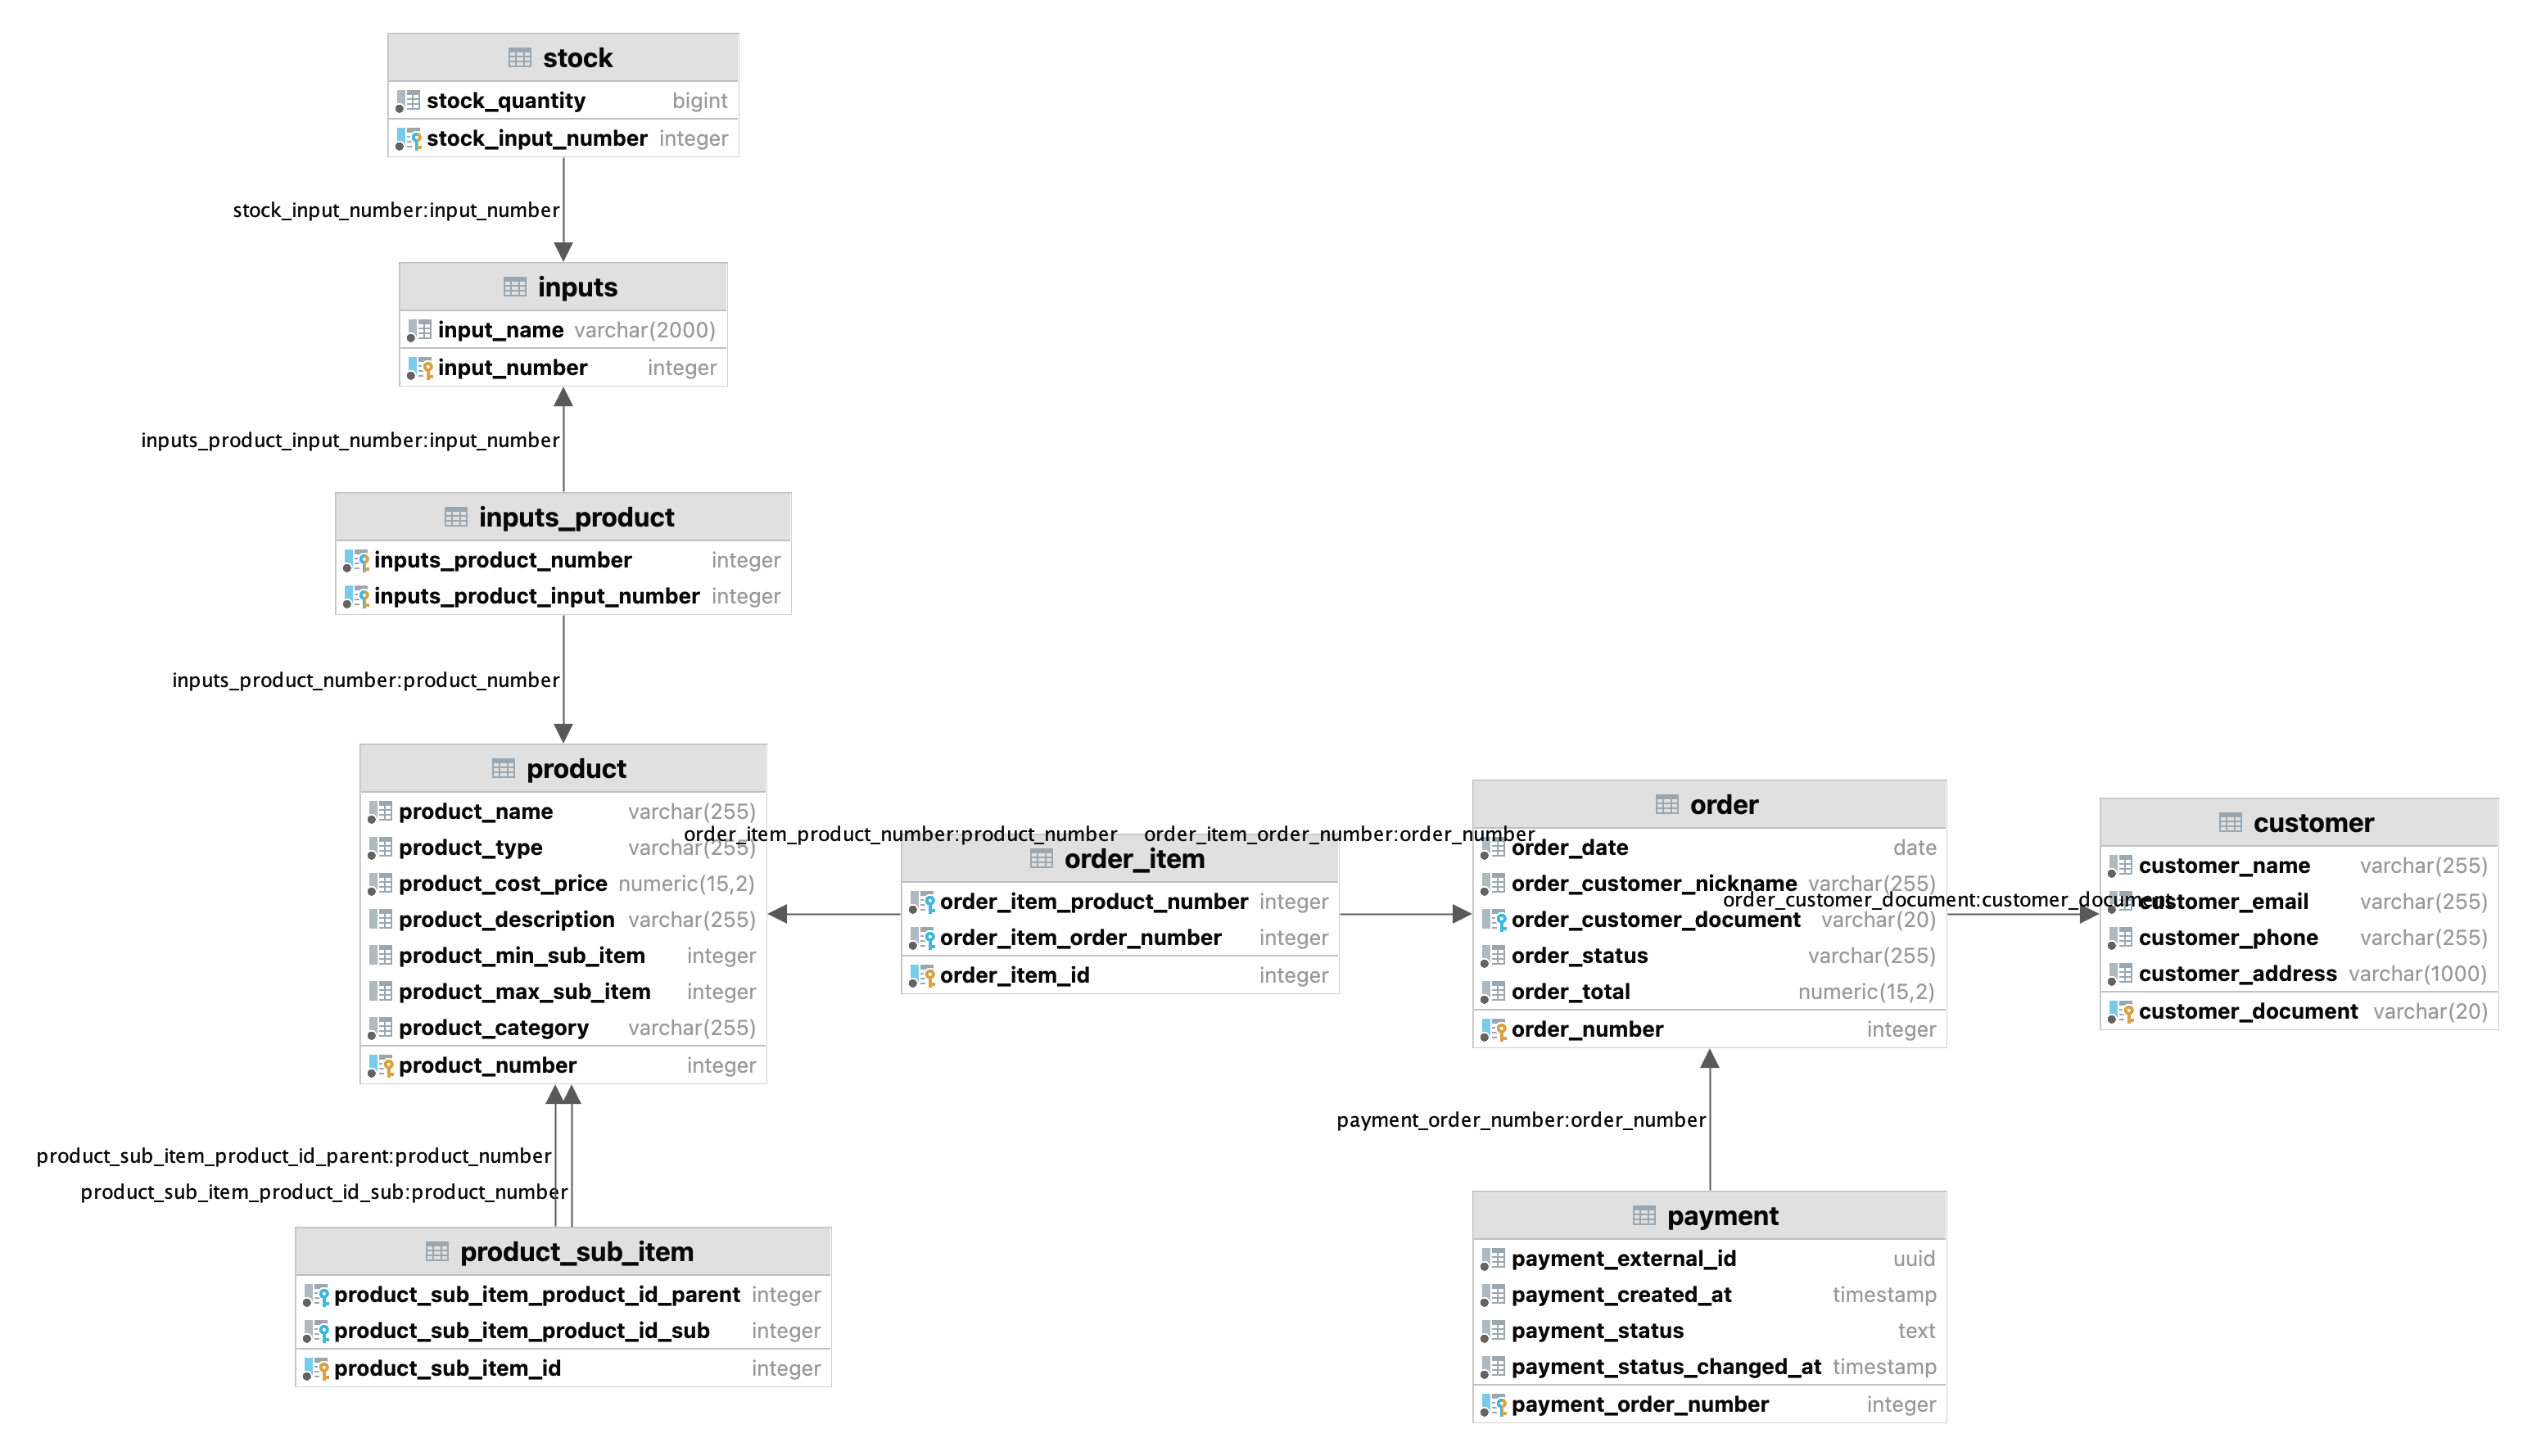 stock
stock_quantity bigint
stock_input_number integer
stock_input_number:input_number
inputs
input_name varchar(2000)
input_number integer
inputs_product_input_number:input_number
inputs_product
inputs_product_number integer
inputs_product_input_number integer
inputs_product_number:product_number
product
product_name varchar(255)
product_type varchar(255)
product_cost_price numeric(15,2)
product_description varchar(255)
product_min_sub_item integer
product_max_sub_item integer
product_category varchar(255)
product_number integer
order_item_product_number:product_number
order_item_order_number:order_number
order_item
order_item_product_number integer
order_item_order_number integer
order_item_id integer
order
order_date date
order_customer_nickname varchar(255)
order_customer_document varchar(20)
order_status varchar(255)
order_total numeric(15,2)
order_number integer
order_customer_document:customer_document
customer
customer_name varchar(255)
customer_email varchar(255)
customer_phone varchar(255)
customer_address varchar(1000)
customer_document varchar(20)
product_sub_item_product_id_parent:product_number
product_sub_item_product_id_sub:product_number
product_sub_item
product_sub_item_product_id_parent integer
product_sub_item_product_id_sub integer
product_sub_item_id integer
payment_order_number:order_number
payment
payment_external_id uuid
payment_created_at timestamp
payment_status text
payment_status_changed_at timestamp
payment_order_number integer